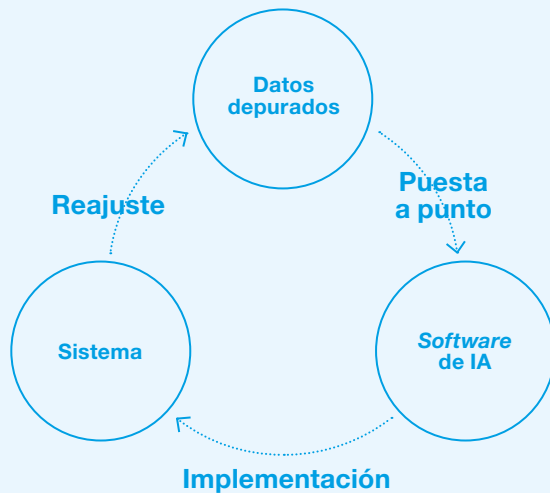 Datos
depurados
Puesta
a punto
Reajuste
Sistema
Software
de IA
Implementación